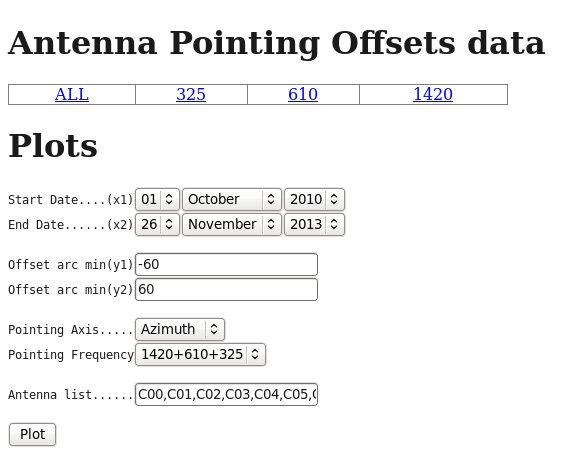 Antenna Pointing Offsets data
ALL 325 610 1420
Plots
Start Date....(x1) 01 October 2010
End Date......(x2) 26 November 2013
Offset arc min(y1) -60
Offset arc min(y2) 60
Pointing Axis..... Azimuth
Pointing Frequency 1420+610+325
Antenna list...... C00,C01,C02,C03,C04,C05,
Plot